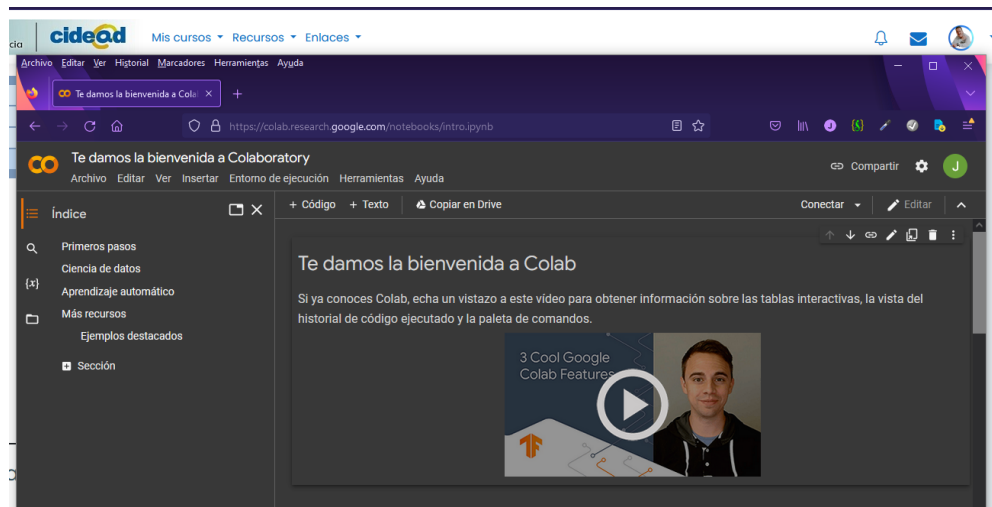 cia
cidead
Mis cursos Recursos Enlaces
Archivo Editar Ver Historial Marcadores Herramientas Ayuda
Te damos la bienvenida a Cola
https://colab.research.google.com/notebooks/intro.ipynb
Te damos la bienvenida a Colaboratory
Archivo Editar Ver Insertar Entorno de ejecución Herramientas Ayuda
Compartir
J
Índice
+ Código + Texto Copiar en Drive
Conectar Editar
Primeros pasos
Ciencia de datos
{x}
Aprendizaje automático
Más recursos
Ejemplos destacados
Sección
Te damos la bienvenida a Colab
Si ya conoces Colab, echa un vistazo a este vídeo para obtener información sobre las tablas interactivas, la vista del
historial de código ejecutado y la paleta de comandos.
3 Cool Google
Colab Features